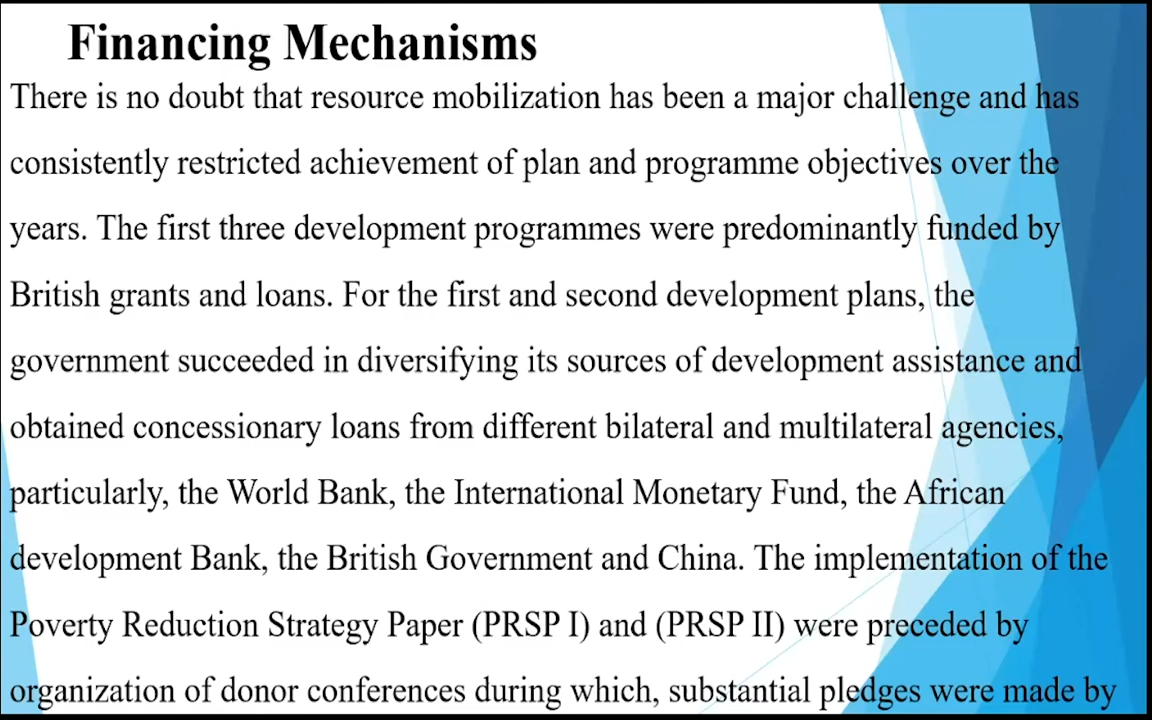 Financing Mechanisms
There is no doubt that resource mobilization has been a major challenge and has
consistently restricted achievement of plan and programme objectives over the
years. The first three development programmes were predominantly funded by
British grants and loans. For the first and second development plans, the
government succeeded in diversifying its sources of development assistance and
obtained concessionary loans from different bilateral and multilateral agencies,
particularly, the World Bank, the International Monetary Fund, the African
development Bank, the British Government and China. The implementation of the
Poverty Reduction Strategy Paper (PRSP I) and (PRSP II) were preceded by
organization of donor conferences during which, substantial pledges were made by